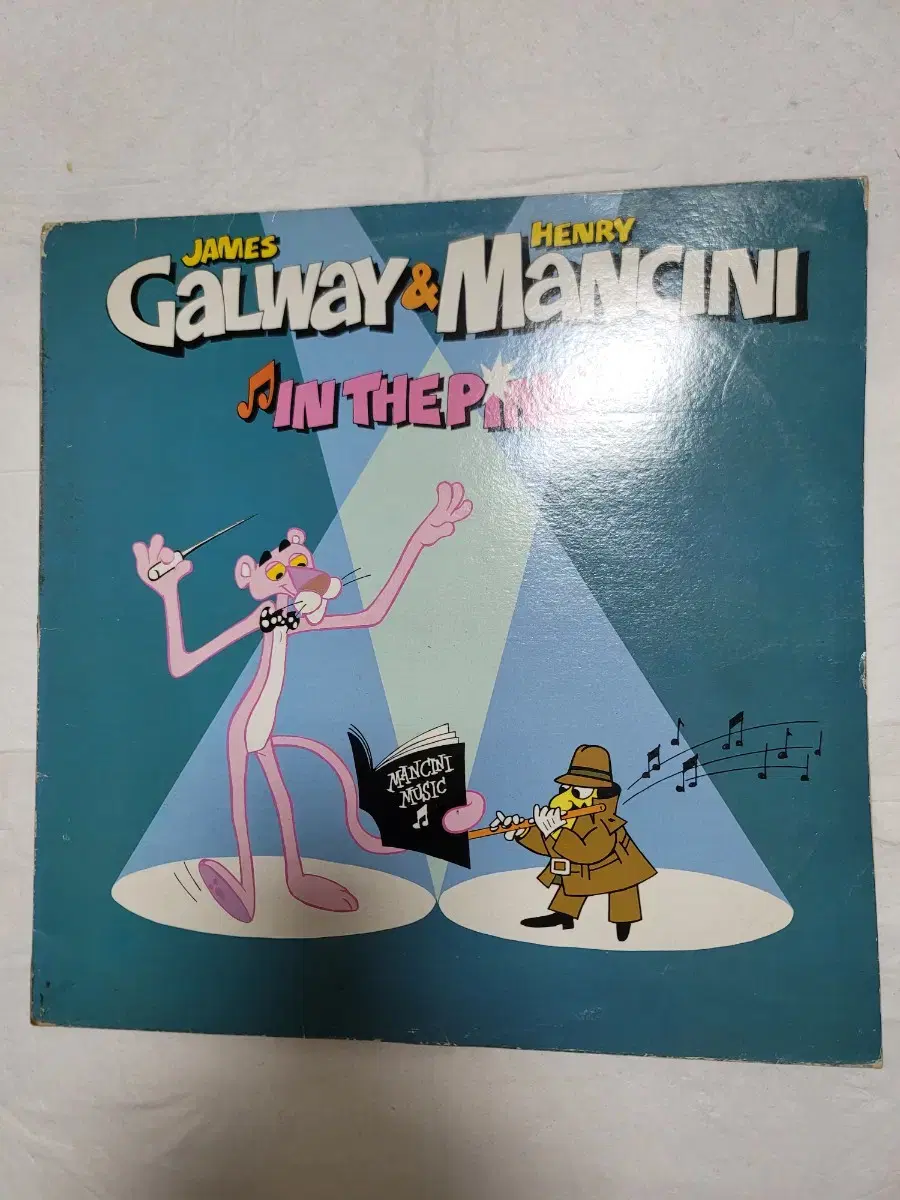 JAMES
GALWAY & HENRY
MANCINI
IN THE
MANCINI
MUSIC